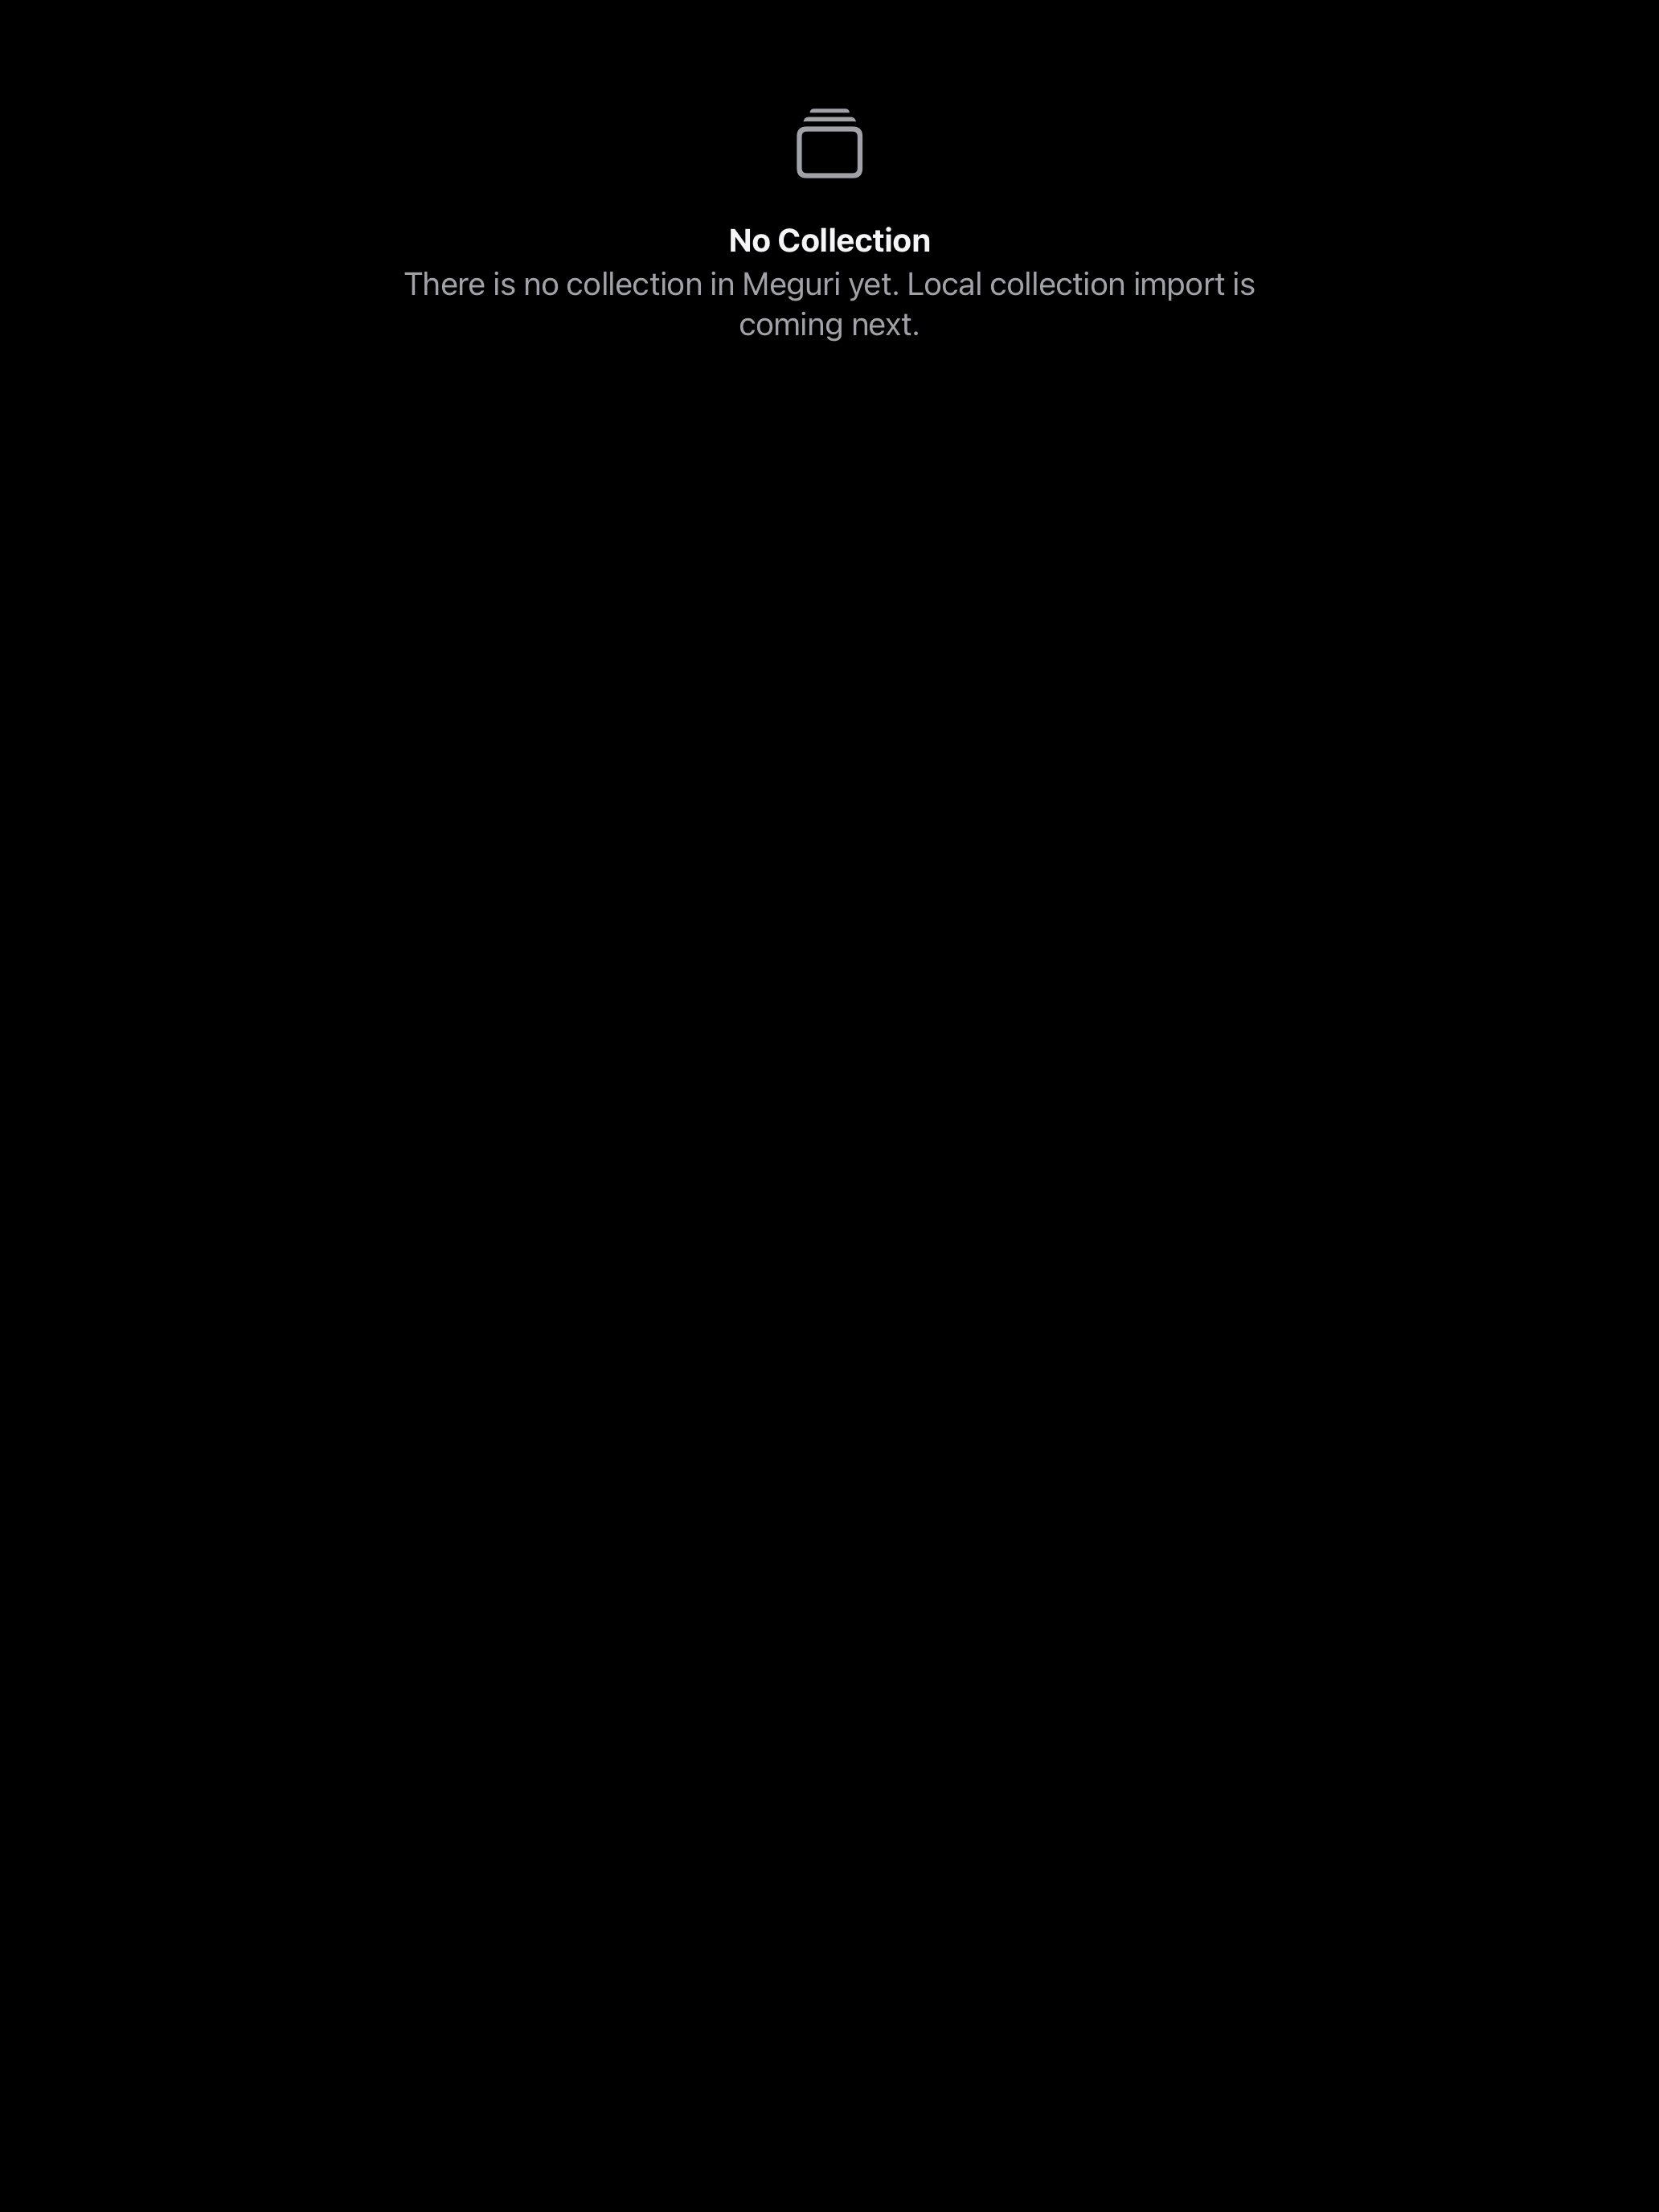 No Collection
There is no collection in Meguri yet. Local collection import is
coming next.